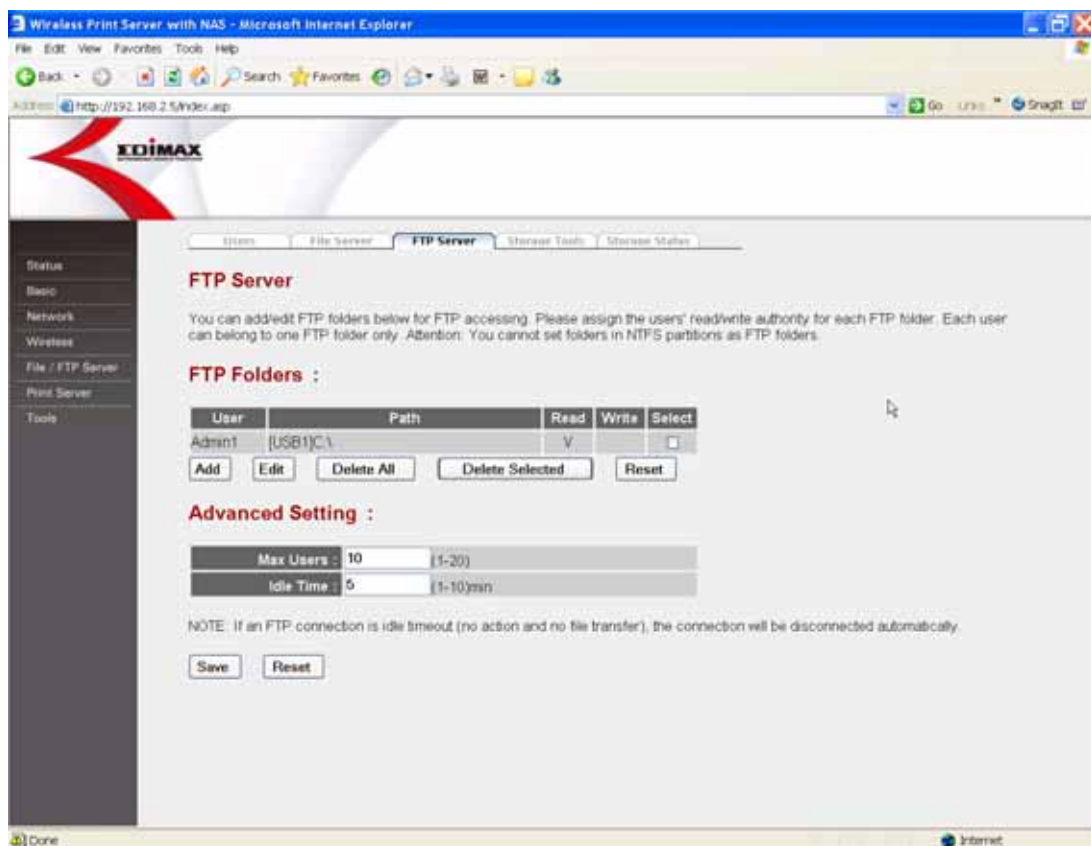 Wireless Print Server with NAS - Microsoft Internet Explorer
File Edit View Favorites Tools Help
Back Search Favorites
Address http://192.168.2.5/index.asp Go Links » SnagIt
EDIMAX
Users File Server FTP Server Storage Tools Storage Status
Status
Basic
Network
Wireless
File / FTP Server
Print Server
Tools
FTP Server
You can add/edit FTP folders below for FTP accessing. Please assign the users' read/write authority for each FTP folder. Each user
can belong to one FTP folder only. Attention: You cannot set folders in NTFS partitions as FTP folders.
FTP Folders :
User Path Read Write Select
Admin1 [USB1]C:\ V
Add Edit Delete All Delete Selected Reset
Advanced Setting :
Max Users : 10 (1-20)
Idle Time : 5 (1-10)min
NOTE: If an FTP connection is idle timeout (no action and no file transfer), the connection will be disconnected automatically.
Save Reset
Done Internet